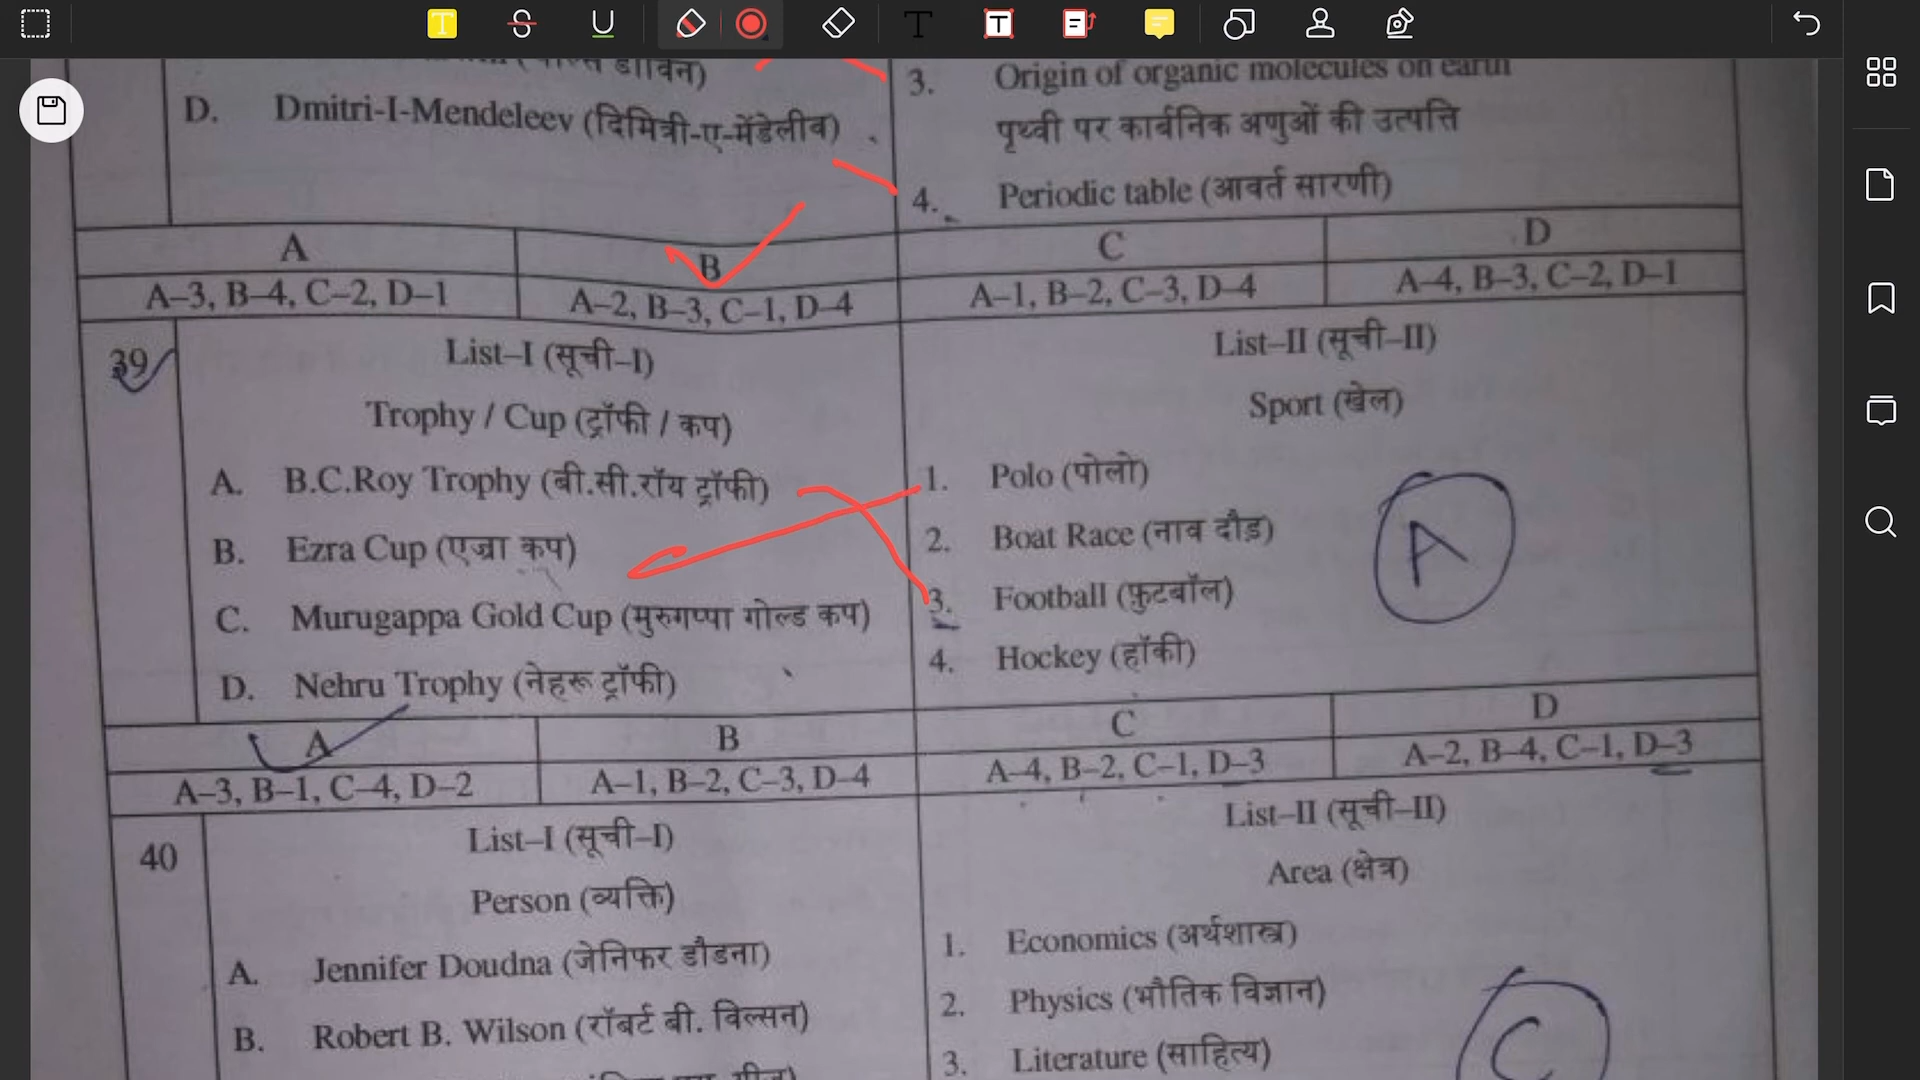 डार्विन)
3. Origin of organic molecules on earth
D. Dmitri-I-Mendeleev (दिमित्री-ए-मेंडेलीव)
पृथ्वी पर कार्बनिक अणुओं की उत्पत्ति
4. Periodic table (आवर्त सारणी)
A B C D
A–3, B–4, C–2, D–1 A–2, B–3, C–1, D–4 A–1, B–2, C–3, D–4 A–4, B–3, C–2, D–1
39 List–I (सूची–I) List–II (सूची–II)
Trophy / Cup (ट्रॉफी / कप) Sport (खेल)
A. B.C.Roy Trophy (बी.सी.रॉय ट्रॉफी) 1. Polo (पोलो)
B. Ezra Cup (एज्रा कप) 2. Boat Race (नाव दौड़)
A
C. Murugappa Gold Cup (मुरुगप्पा गोल्ड कप) 3. Football (फ़ुटबॉल)
D. Nehru Trophy (नेहरू ट्रॉफी) 4. Hockey (हॉकी)
A B C D
A–3, B–1, C–4, D–2 A–1, B–2, C–3, D–4 A–4, B–2, C–1, D–3 A–2, B–4, C–1, D–3
40 List–I (सूची–I) List–II (सूची–II)
Person (व्यक्ति) Area (क्षेत्र)
A. Jennifer Doudna (जेनिफर डौडना) 1. Economics (अर्थशास्त्र)
B. Robert B. Wilson (रॉबर्ट बी. विल्सन) 2. Physics (भौतिक विज्ञान)
3. Literature (साहित्य)
C